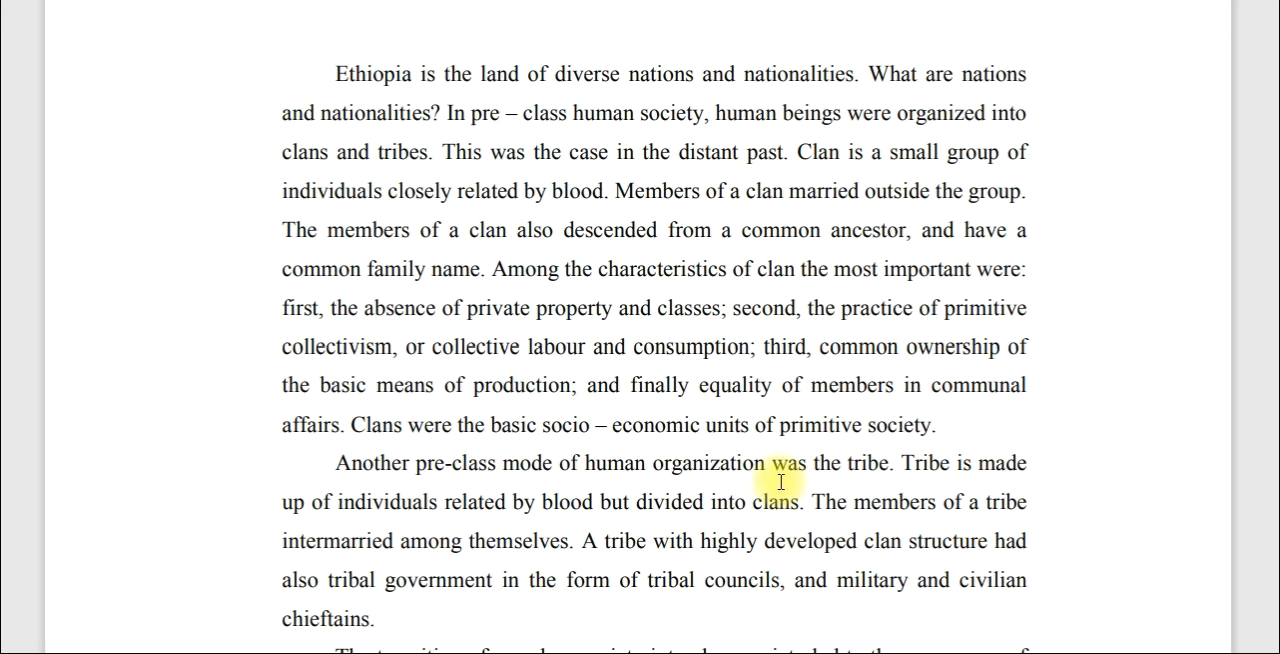 Ethiopia is the land of diverse nations and nationalities. What are nations
and nationalities? In pre – class human society, human beings were organized into
clans and tribes. This was the case in the distant past. Clan is a small group of
individuals closely related by blood. Members of a clan married outside the group.
The members of a clan also descended from a common ancestor, and have a
common family name. Among the characteristics of clan the most important were:
first, the absence of private property and classes; second, the practice of primitive
collectivism, or collective labour and consumption; third, common ownership of
the basic means of production; and finally equality of members in communal
affairs. Clans were the basic socio – economic units of primitive society.
Another pre-class mode of human organization was the tribe. Tribe is made
up of individuals related by blood but divided into clans. The members of a tribe
intermarried among themselves. A tribe with highly developed clan structure had
also tribal government in the form of tribal councils, and military and civilian
chieftains.